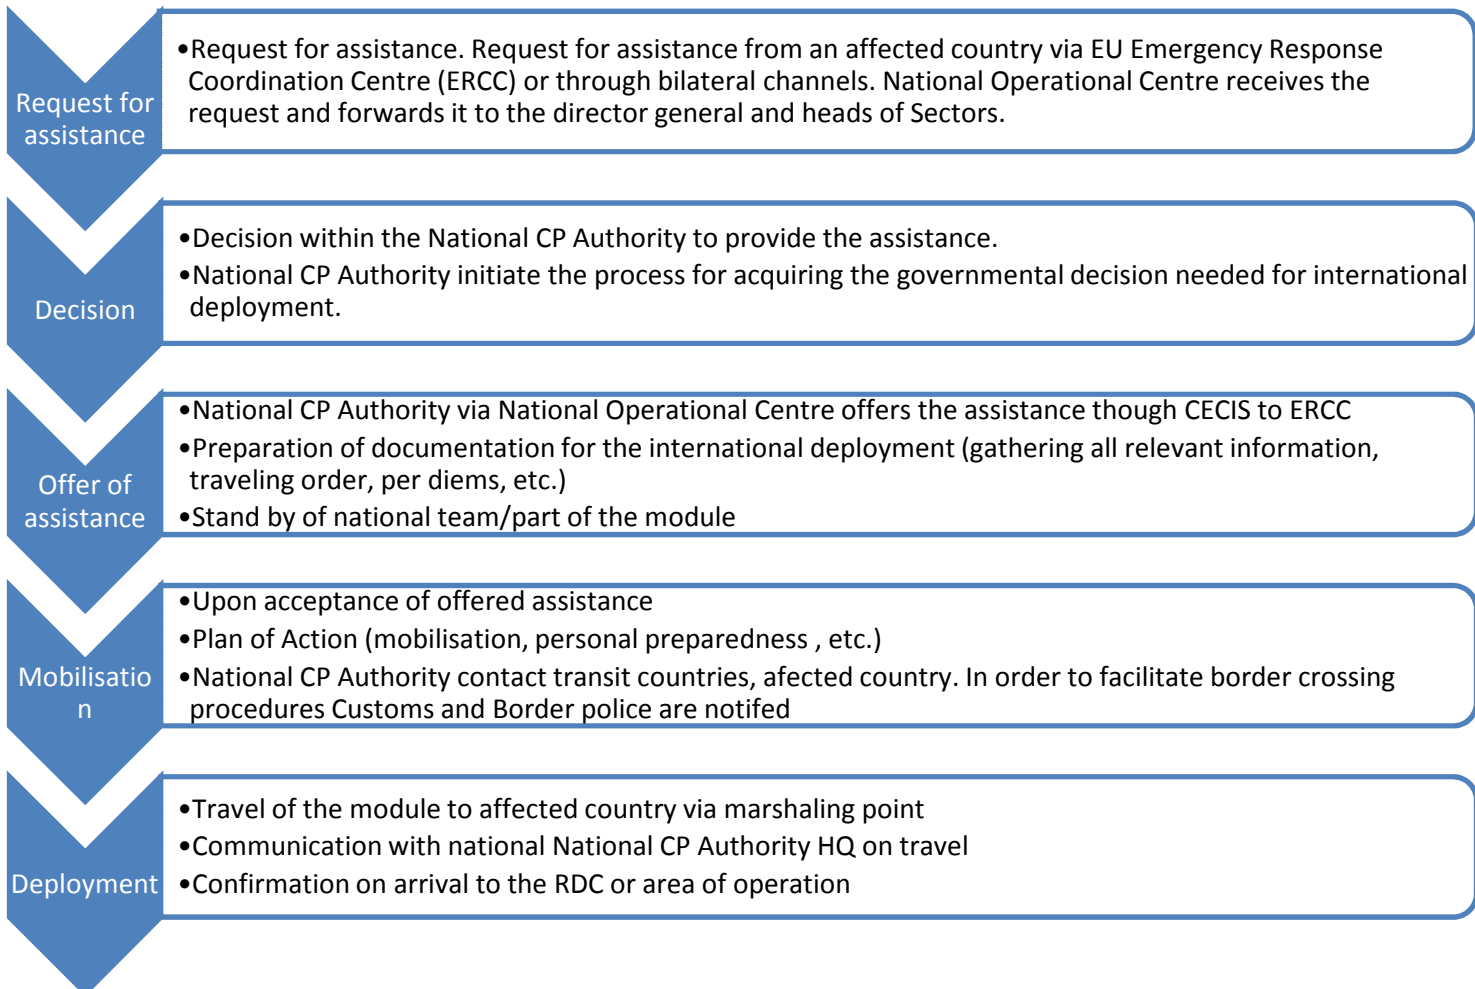 Request for
assistance
•Request for assistance. Request for assistance from an affected country via EU Emergency Response
Coordination Centre (ERCC) or through bilateral channels. National Operational Centre receives the
request and forwards it to the director general and heads of Sectors.
Decision
•Decision within the National CP Authority to provide the assistance.
•National CP Authority initiate the process for acquiring the governmental decision needed for international
deployment.
Offer of
assistance
•National CP Authority via National Operational Centre offers the assistance though CECIS to ERCC
•Preparation of documentation for the international deployment (gathering all relevant information,
traveling order, per diems, etc.)
•Stand by of national team/part of the module
Mobilisatio
n
•Upon acceptance of offered assistance
•Plan of Action (mobilisation, personal preparedness , etc.)
•National CP Authority contact transit countries, afected country. In order to facilitate border crossing
procedures Customs and Border police are notifed
Deployment
•Travel of the module to affected country via marshaling point
•Communication with national National CP Authority HQ on travel
•Confirmation on arrival to the RDC or area of operation